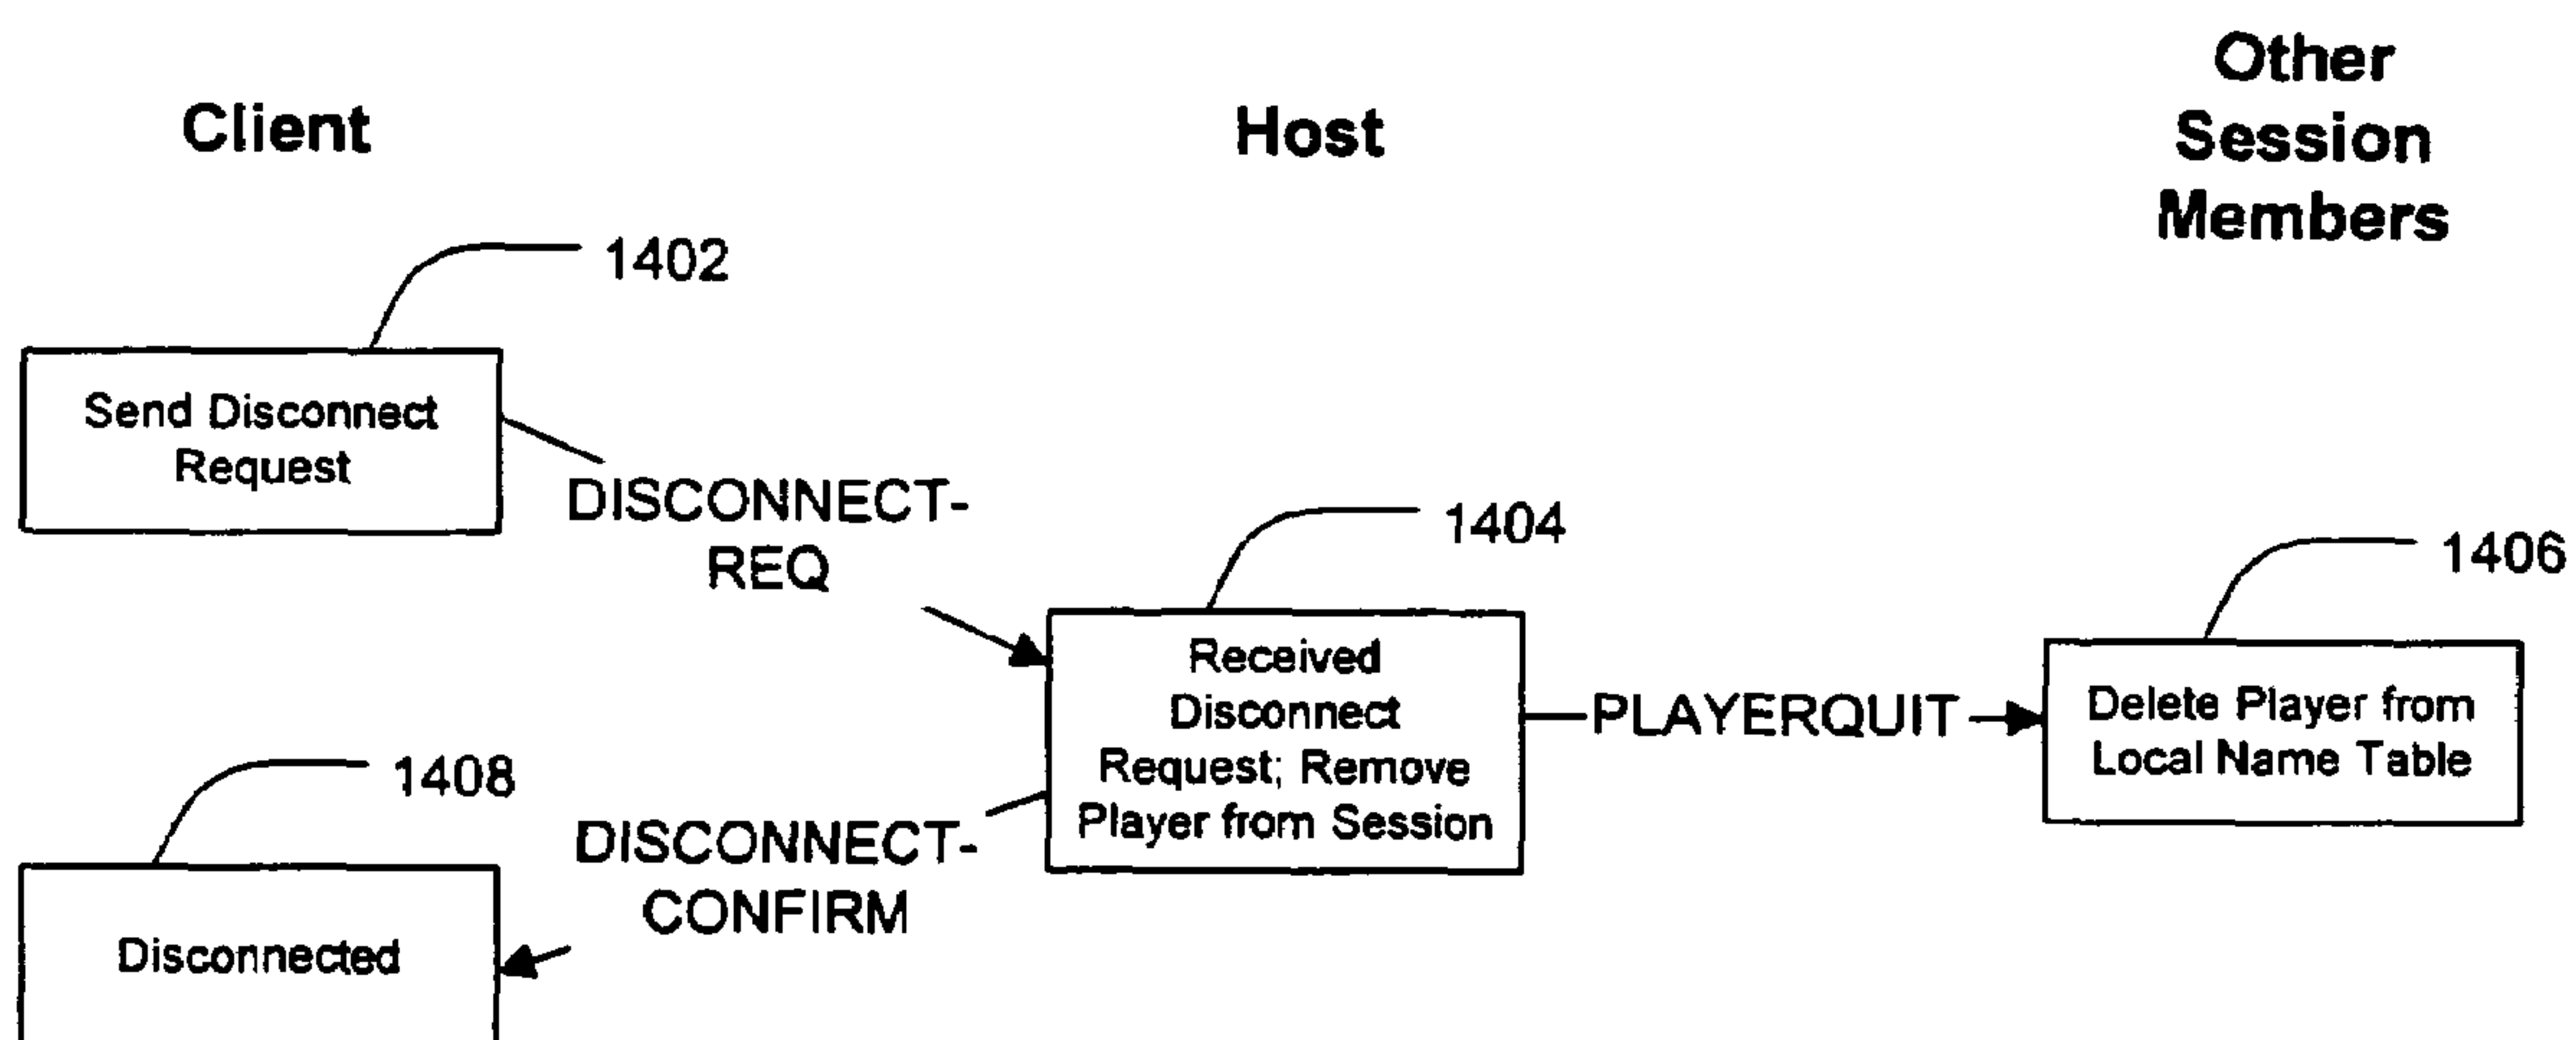 Client
Host
Other
Session
Members
1402
Send Disconnect
Request
DISCONNECT-
REQ
1404
Received
Disconnect
Request; Remove
Player from Session
PLAYERQUIT
1406
Delete Player from
Local Name Table
1408
DISCONNECT-
CONFIRM
Disconnected